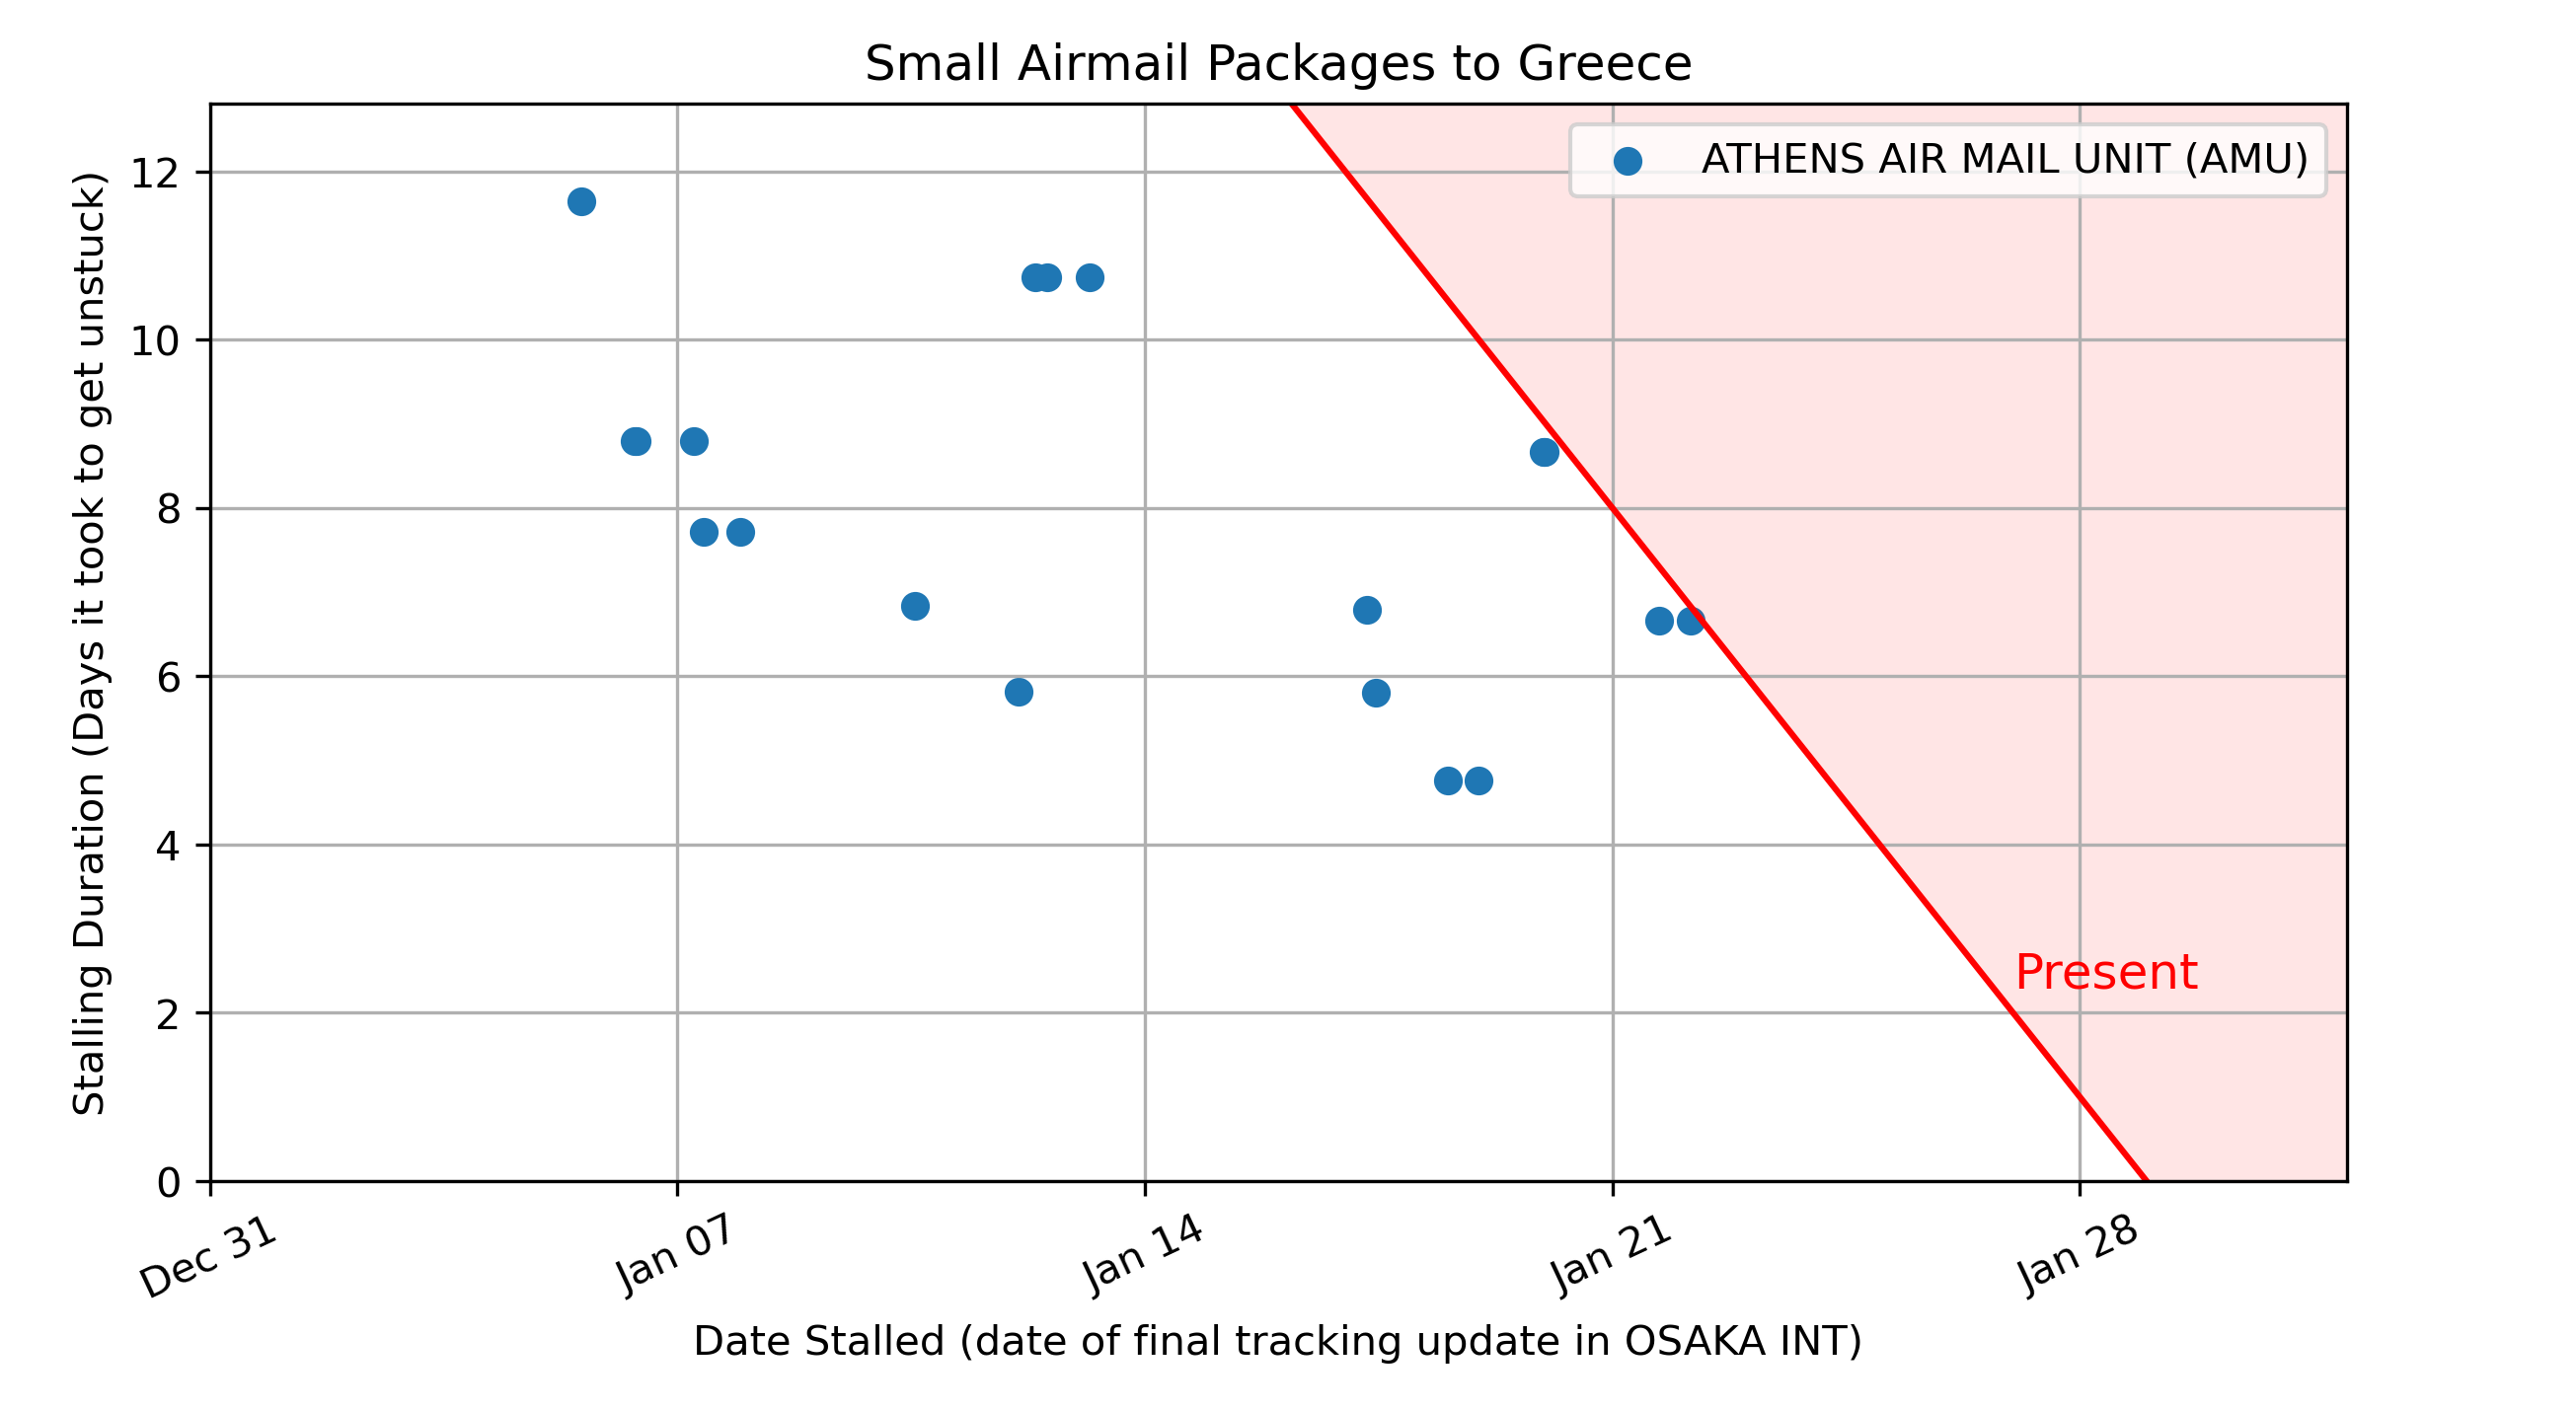 Small Airmail Packages to Greece
ATHENS AIR MAIL UNIT (AMU)
Stalling Duration (Days it took to get unstuck)
12
10
8
6
4
2
0
Present
Dec 31
Jan 07
Jan 14
Jan 21
Jan 28
Date Stalled (date of final tracking update in OSAKA INT)